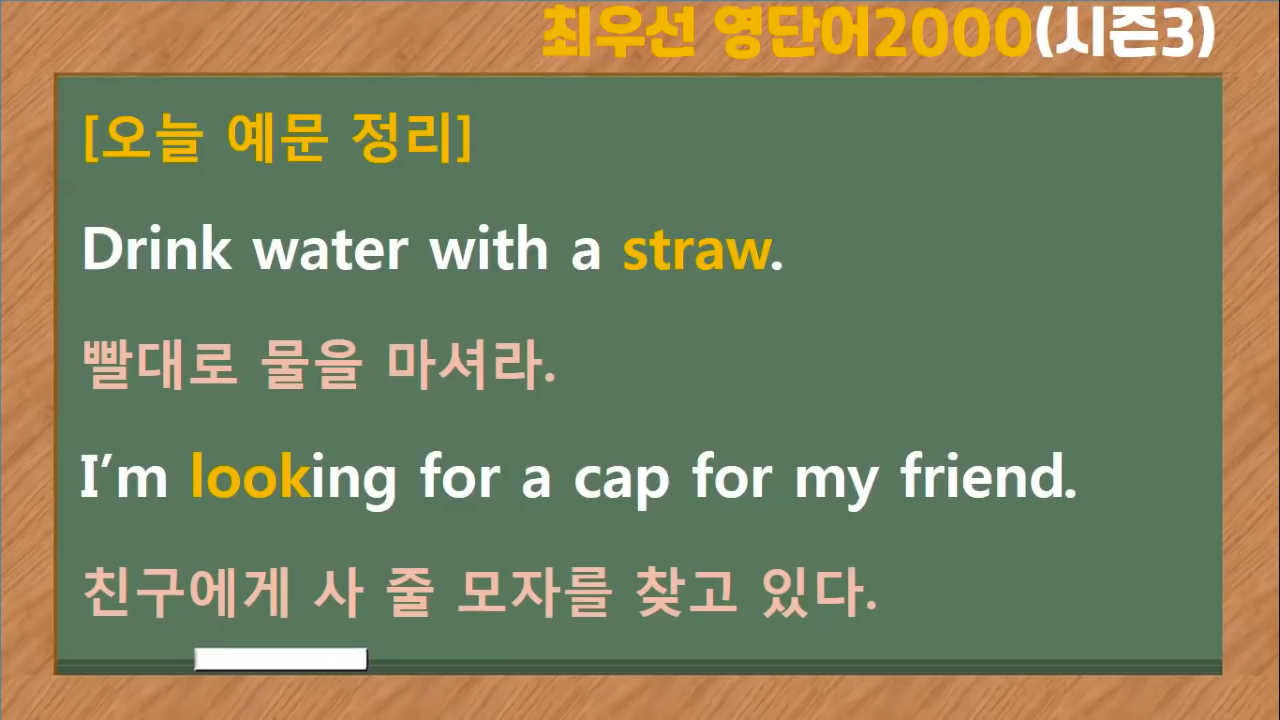 최우선 영단어2000(시즌3)
[오늘 예문 정리]
Drink water with a straw.
빨대로 물을 마셔라.
I’m looking for a cap for my friend.
친구에게 사 줄 모자를 찾고 있다.